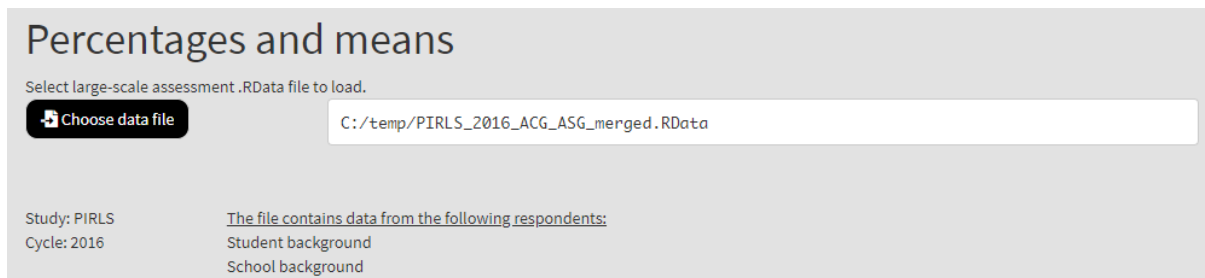 Percentages and means
Select large-scale assessment .RData file to load.
Choose data file
C:/temp/PIRLS_2016_ACG_ASG_merged.RData
Study: PIRLS
Cycle: 2016
The file contains data from the following respondents:
Student background
School background